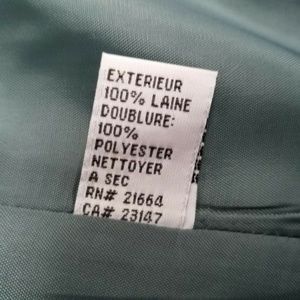 EXTERIEUR
100% LAINE
DOUBLURE:
100%
POLYESTER
NETTOYER
A SEC
RN# 21664
CA# 23147